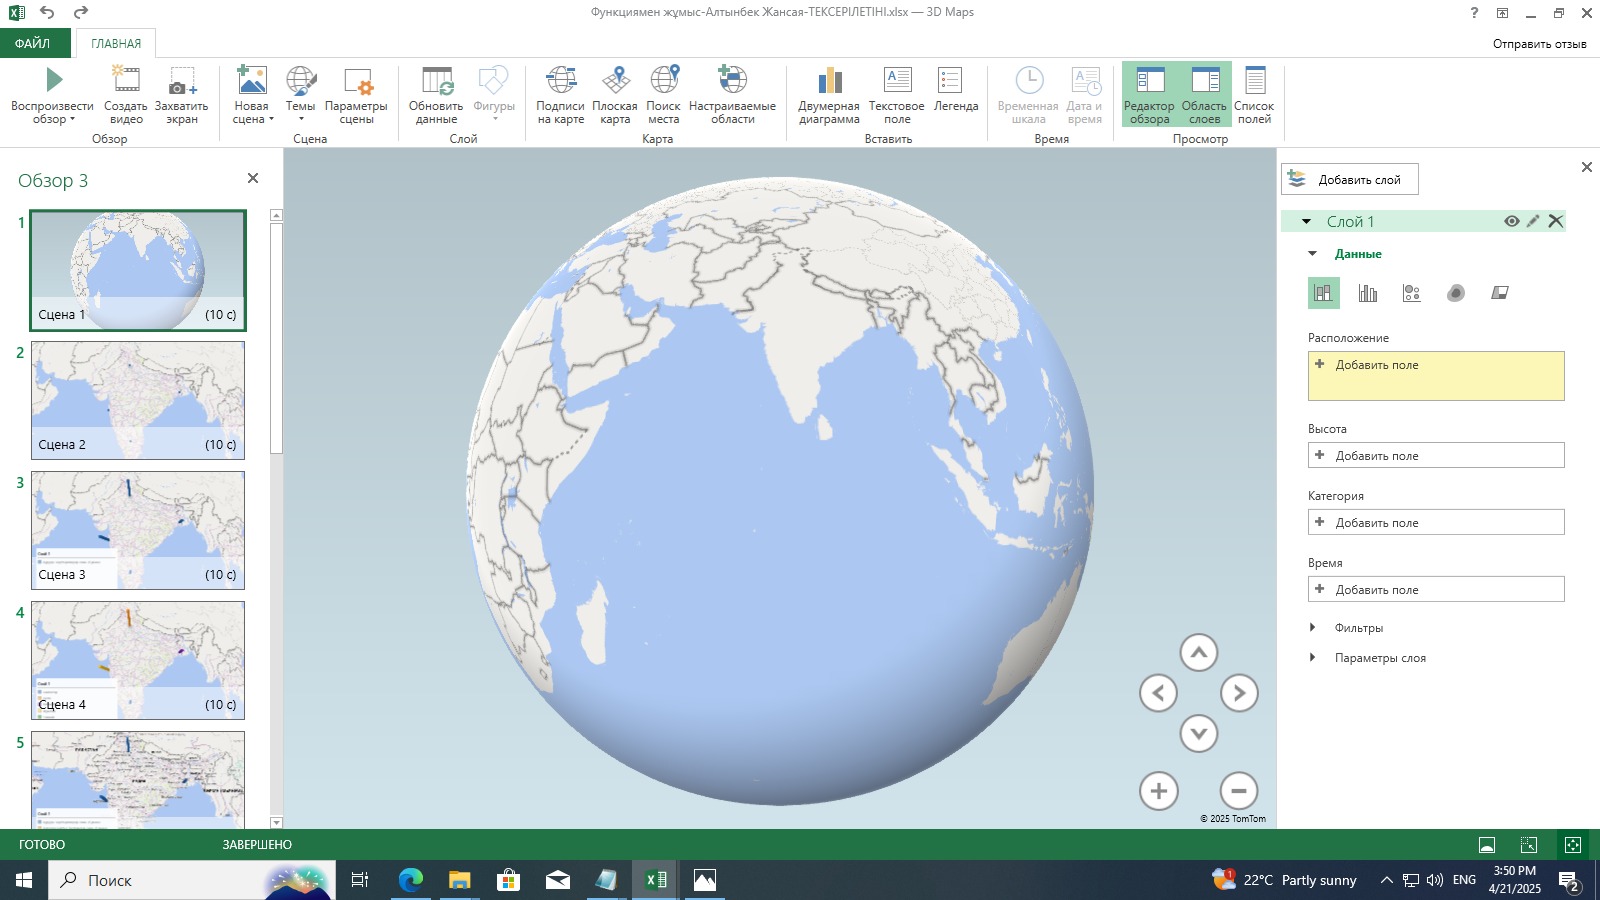 Функциямен жұмыс-Алтынбек Жансая-ТЕКСЕРІЛЕТІНІ.xlsx — 3D Maps
?
ФАЙЛ
ГЛАВНАЯ
Отправить отзыв
Воспроизвести обзор
Создать видео
Захватить экран
Новая сцена
Темы
Параметры сцены
Обновить данные
Фигуры
Подписи на карте
Плоская карта
Поиск места
Настраиваемые области
Двумерная диаграмма
Текстовое поле
Легенда
Временная шкала
Дата и время
Редактор обзора
Область слоев
Список полей
Обзор
Сцена
Слой
Карта
Вставить
Время
Просмотр
Обзор 3
1
Сцена 1 (10 с)
2
Сцена 2 (10 с)
3
Сцена 3 (10 с)
4
Сцена 4 (10 с)
5
© 2025 TomTom
Добавить слой
Слой 1
Данные
Расположение
Добавить поле
Высота
Добавить поле
Категория
Добавить поле
Время
Добавить поле
Фильтры
Параметры слоя
ГОТОВО
ЗАВЕРШЕНО
Поиск
1
22°C Partly sunny
ENG
3:50 PM
4/21/2025
2